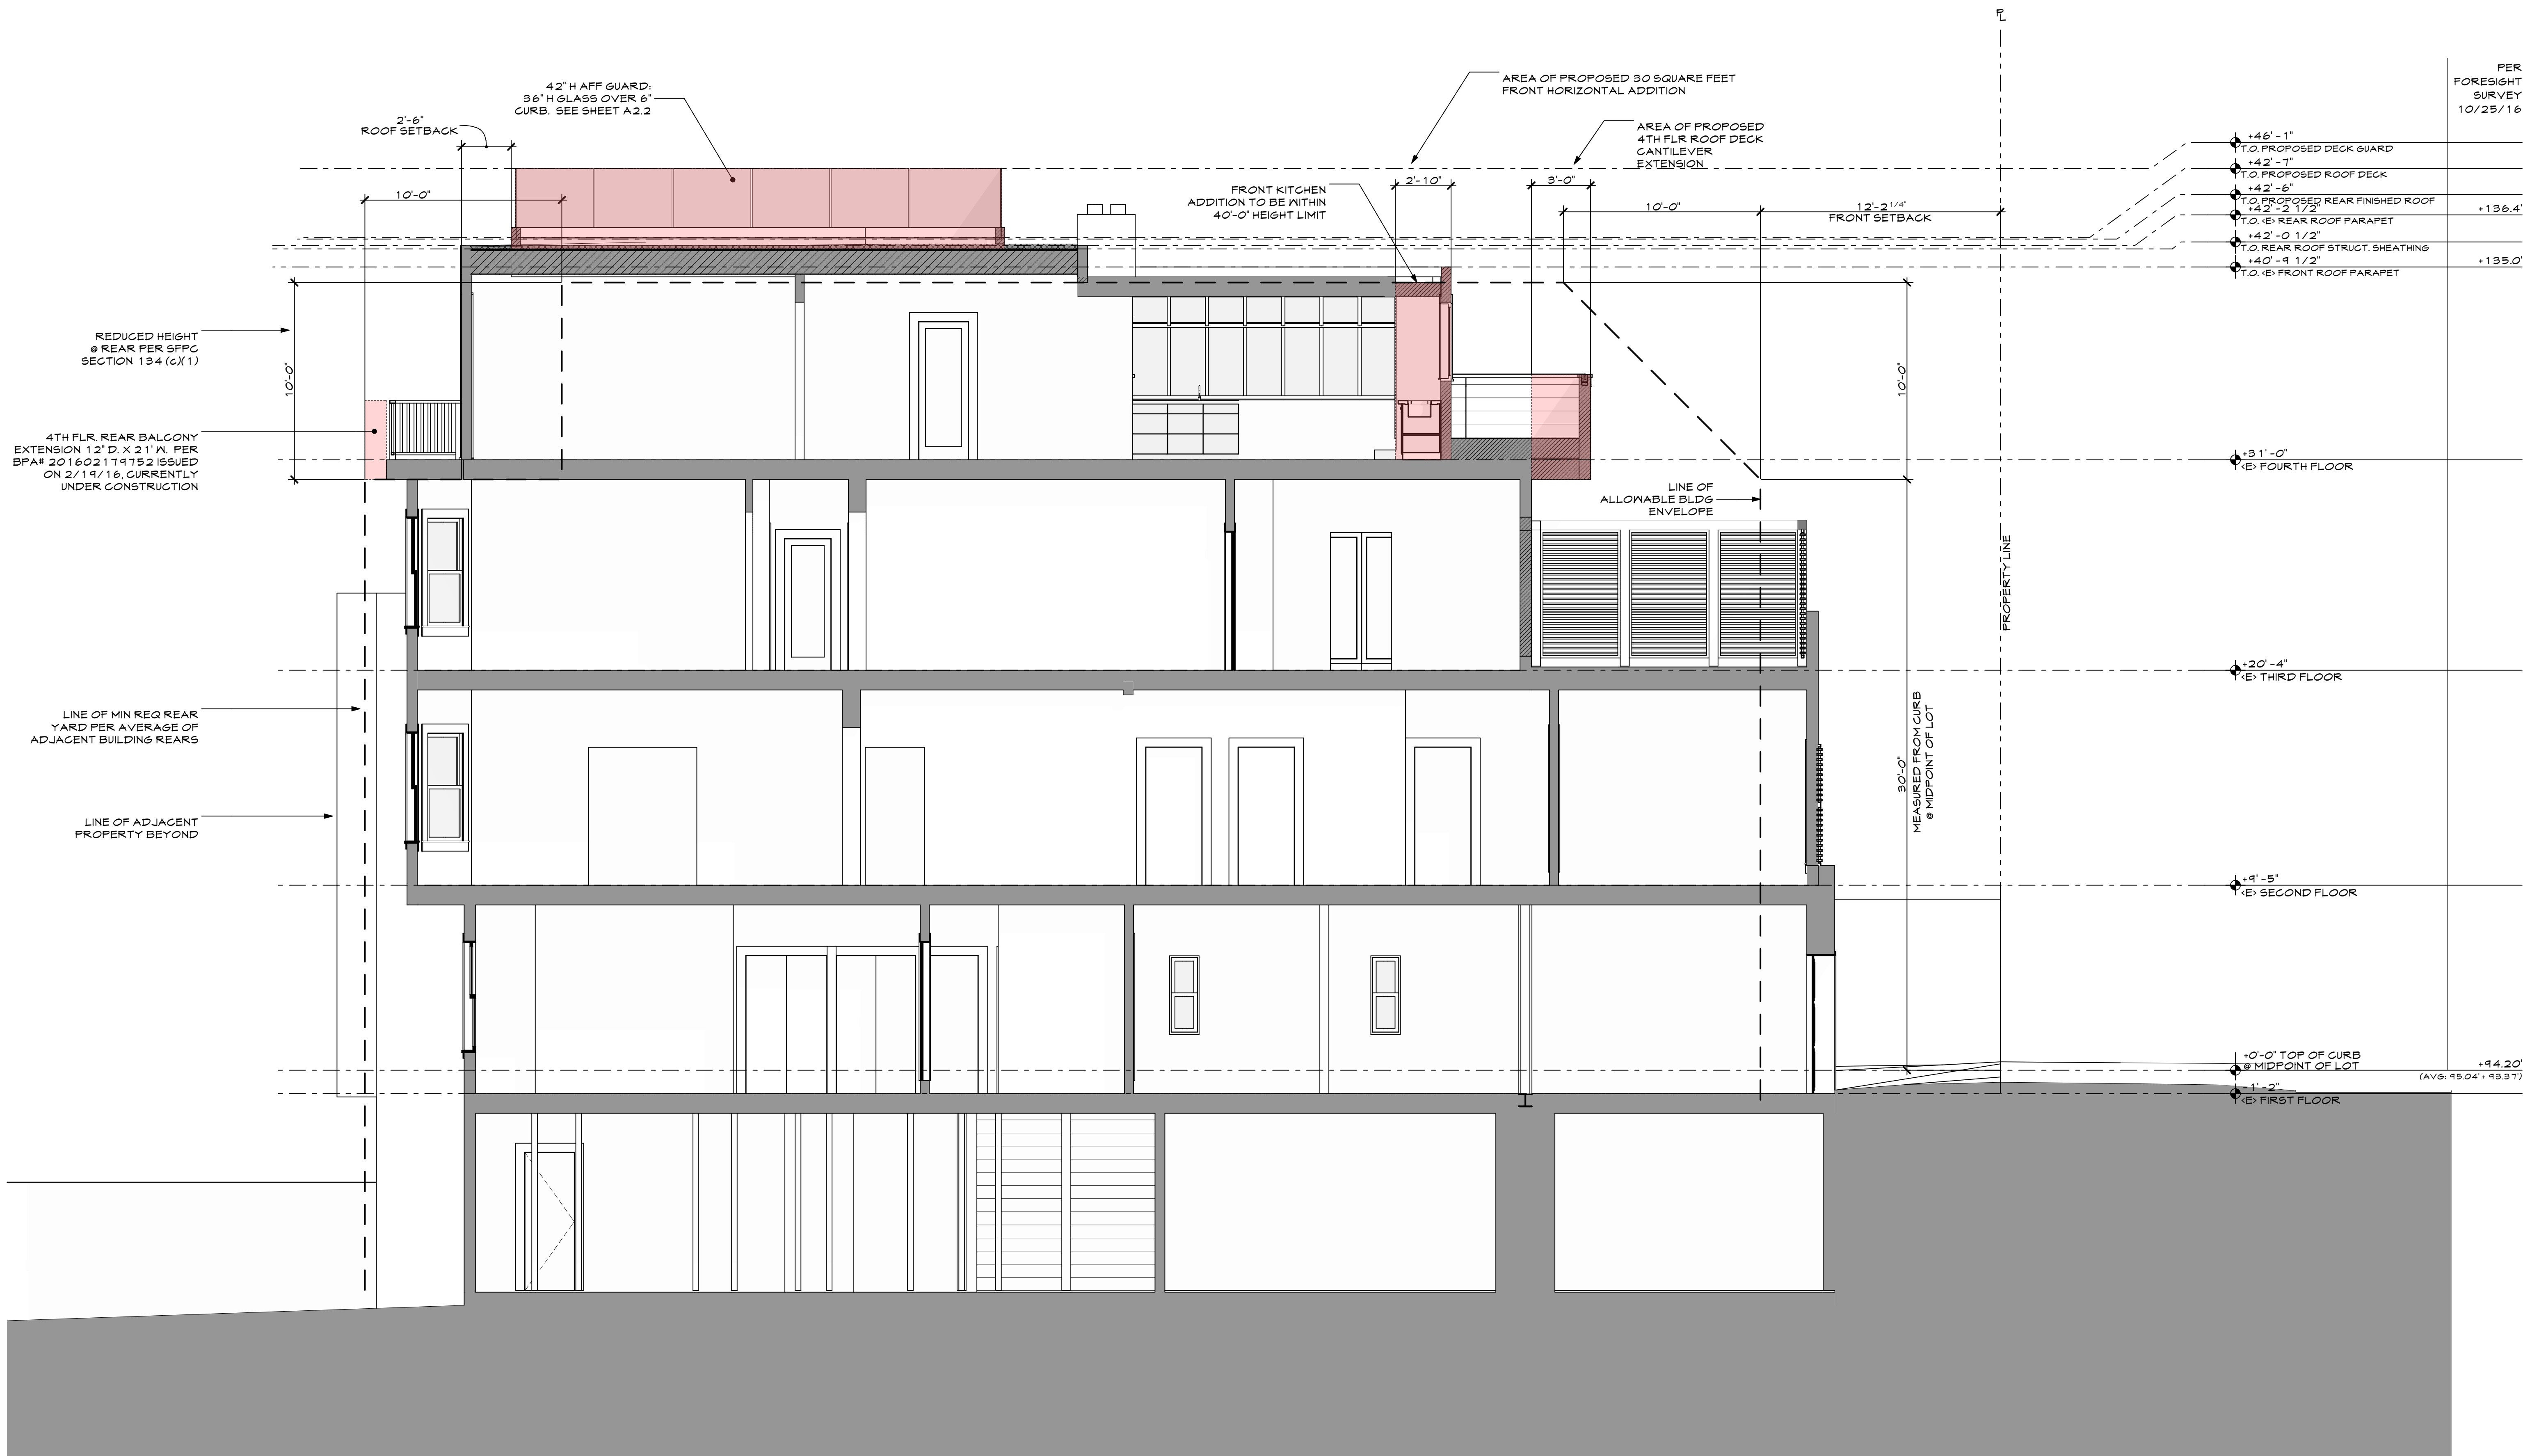 PL
PER
FORESIGHT
SURVEY
10/25/16
42" H AFF GUARD:
36" H GLASS OVER 6"
CURB. SEE SHEET A2.2
2'-6"
ROOF SETBACK
10'-0"
AREA OF PROPOSED 30 SQUARE FEET
FRONT HORIZONTAL ADDITION
AREA OF PROPOSED
4TH FLR ROOF DECK
CANTILEVER
EXTENSION
FRONT KITCHEN
ADDITION TO BE WITHIN
40'-0" HEIGHT LIMIT
2'-10"
3'-0"
10'-0"
12'-2 1/4"
FRONT SETBACK
+46'-1"
T.O. PROPOSED DECK GUARD
+42'-7"
T.O. PROPOSED ROOF DECK
+42'-6"
T.O. PROPOSED REAR FINISHED ROOF
+42'-2 1/2" +136.4'
T.O. <E> REAR ROOF PARAPET
+42'-0 1/2"
T.O. REAR ROOF STRUCT. SHEATHING
+40'-9 1/2" +135.0'
T.O. <E> FRONT ROOF PARAPET
REDUCED HEIGHT
@ REAR PER SFPC
SECTION 134 (c)(1)
10'-0"
10'-0"
4TH FLR. REAR BALCONY
EXTENSION 12" D. X 21' W. PER
BPA# 201602179752 ISSUED
ON 2/19/16, CURRENTLY
UNDER CONSTRUCTION
+31'-0"
<E> FOURTH FLOOR
LINE OF
ALLOWABLE BLDG
ENVELOPE
PROPERTY LINE
+20'-4"
<E> THIRD FLOOR
LINE OF MIN REQ REAR
YARD PER AVERAGE OF
ADJACENT BUILDING REARS
30'-0"
MEASURED FROM CURB
@ MIDPOINT OF LOT
LINE OF ADJACENT
PROPERTY BEYOND
+9'-5"
<E> SECOND FLOOR
+0'-0" TOP OF CURB
@ MIDPOINT OF LOT +94.20'
(AVG: 95.04' + 93.37')
-1'-2"
<E> FIRST FLOOR